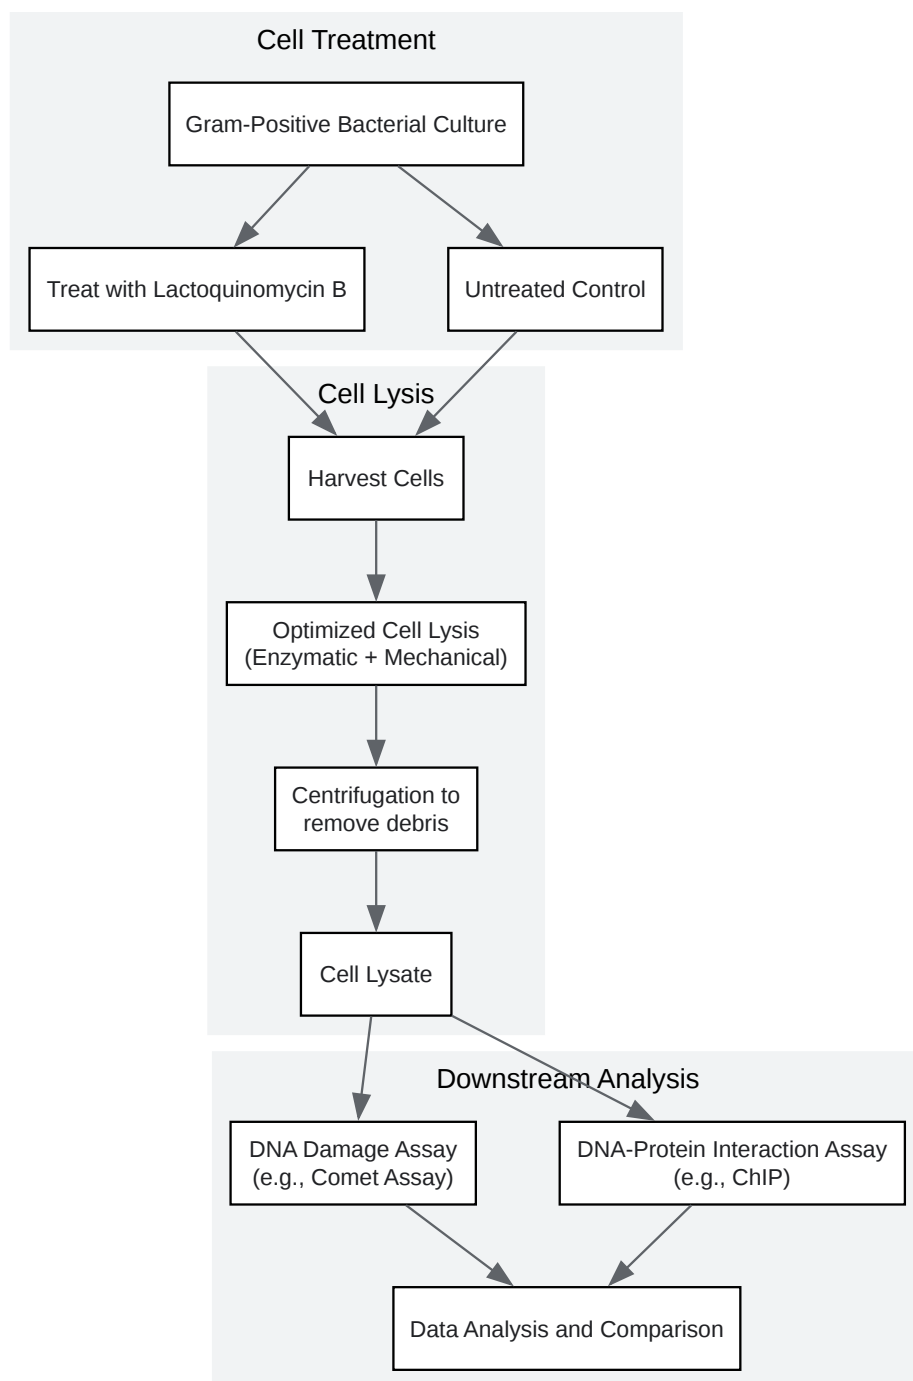 Cell Treatment
Gram-Positive Bacterial Culture
Treat with Lactoquinomycin B
Untreated Control
Cell Lysis
Harvest Cells
Optimized Cell Lysis
(Enzymatic + Mechanical)
Centrifugation to
remove debris
Cell Lysate
Downstream Analysis
DNA Damage Assay
(e.g., Comet Assay)
DNA-Protein Interaction Assay
(e.g., ChIP)
Data Analysis and Comparison